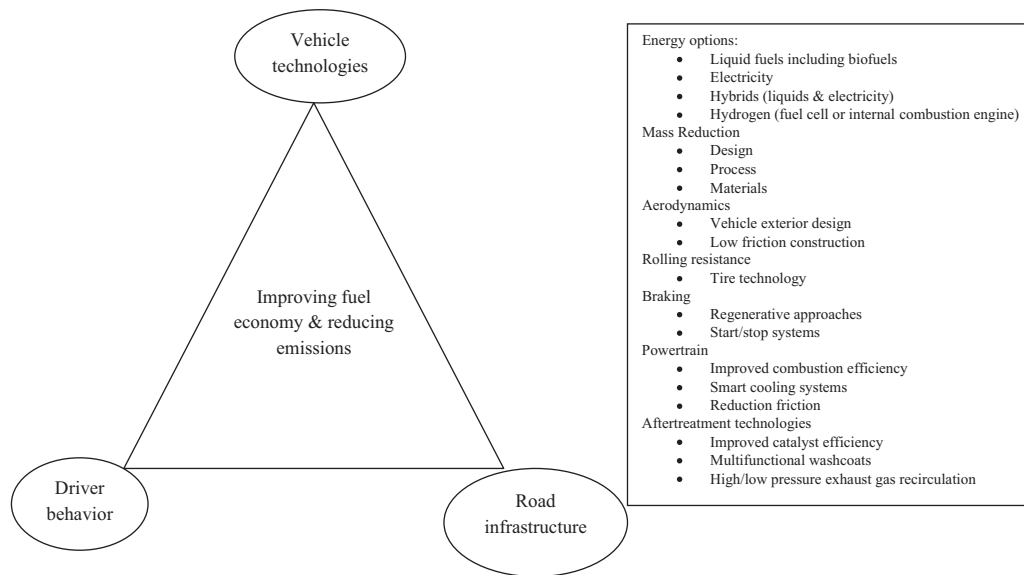 Vehicle
technologies
Improving fuel
economy & reducing
emissions
Driver
behavior
Road
infrastructure
Energy options:
• Liquid fuels including biofuels
• Electricity
• Hybrids (liquids & electricity)
• Hydrogen (fuel cell or internal combustion engine)
Mass Reduction
• Design
• Process
• Materials
Aerodynamics
• Vehicle exterior design
• Low friction construction
Rolling resistance
• Tire technology
Braking
• Regenerative approaches
• Start/stop systems
Powertrain
• Improved combustion efficiency
• Smart cooling systems
• Reduction friction
Aftertreatment technologies
• Improved catalyst efficiency
• Multifunctional washcoats
• High/low pressure exhaust gas recirculation